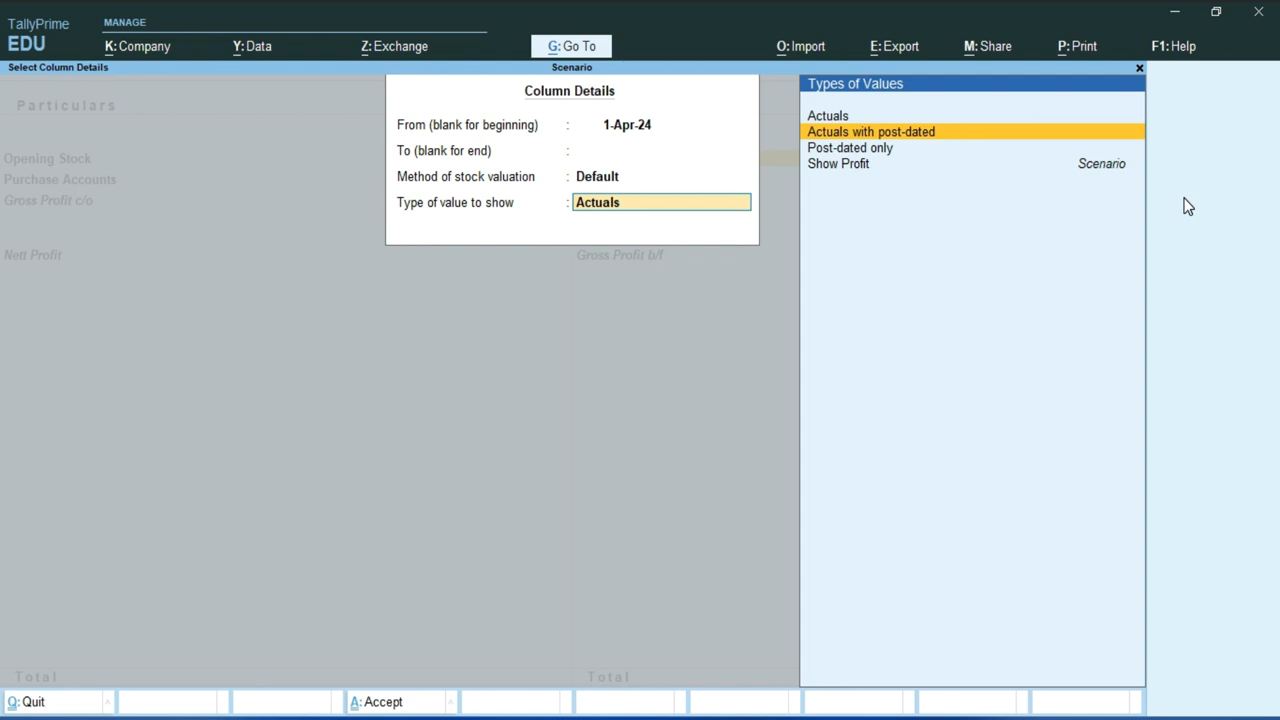 TallyPrime
EDU
MANAGE
K: Company
Y: Data
Z: Exchange
G: Go To
O: Import
E: Export
M: Share
P: Print
F1: Help
Select Column Details
Scenario
Particulars
Opening Stock
Purchase Accounts
Gross Profit c/o
Nett Profit
Gross Profit b/f
Total
Total
Column Details
From (blank for beginning) : 1-Apr-24
To (blank for end) :
Method of stock valuation : Default
Type of value to show : Actuals
Types of Values
Actuals
Actuals with post-dated
Post-dated only
Show Profit Scenario
Q: Quit
A: Accept